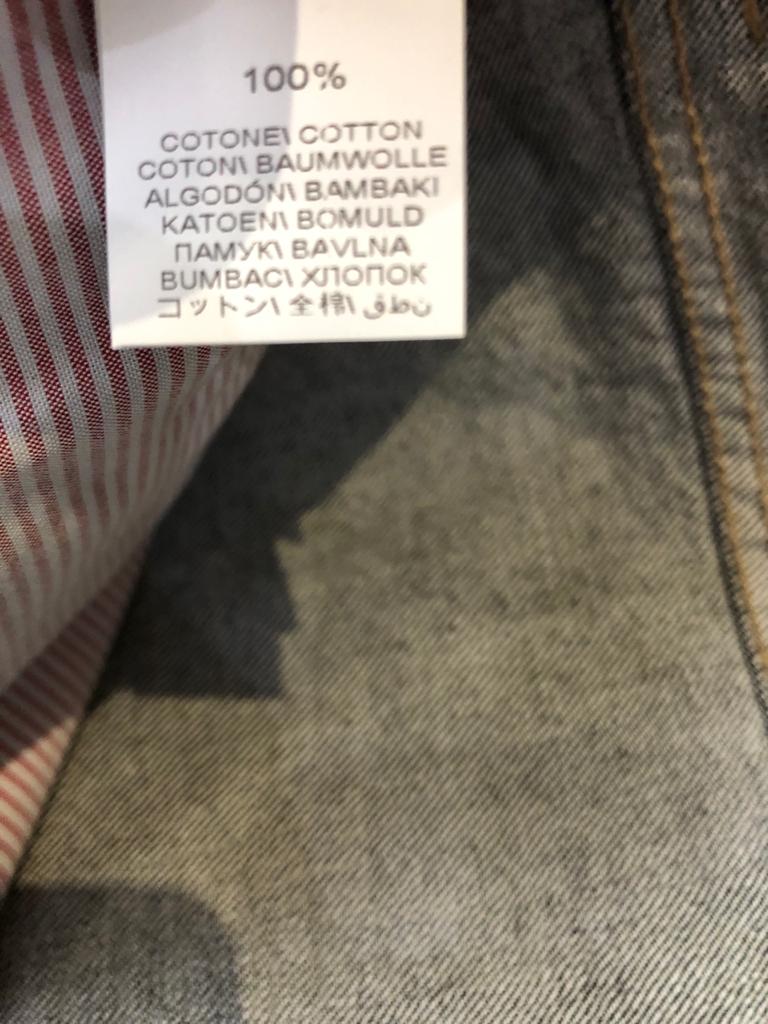 100%
COTONE\ COTTON
COTON\ BAUMWOLLE
ALGODÓN\ BAMBAKI
KATOEN\ BOMULD
ПАМУК\ BAVLNA
BUMBAC\ ХЛОПОК
コットン\ 全棉\ نطق